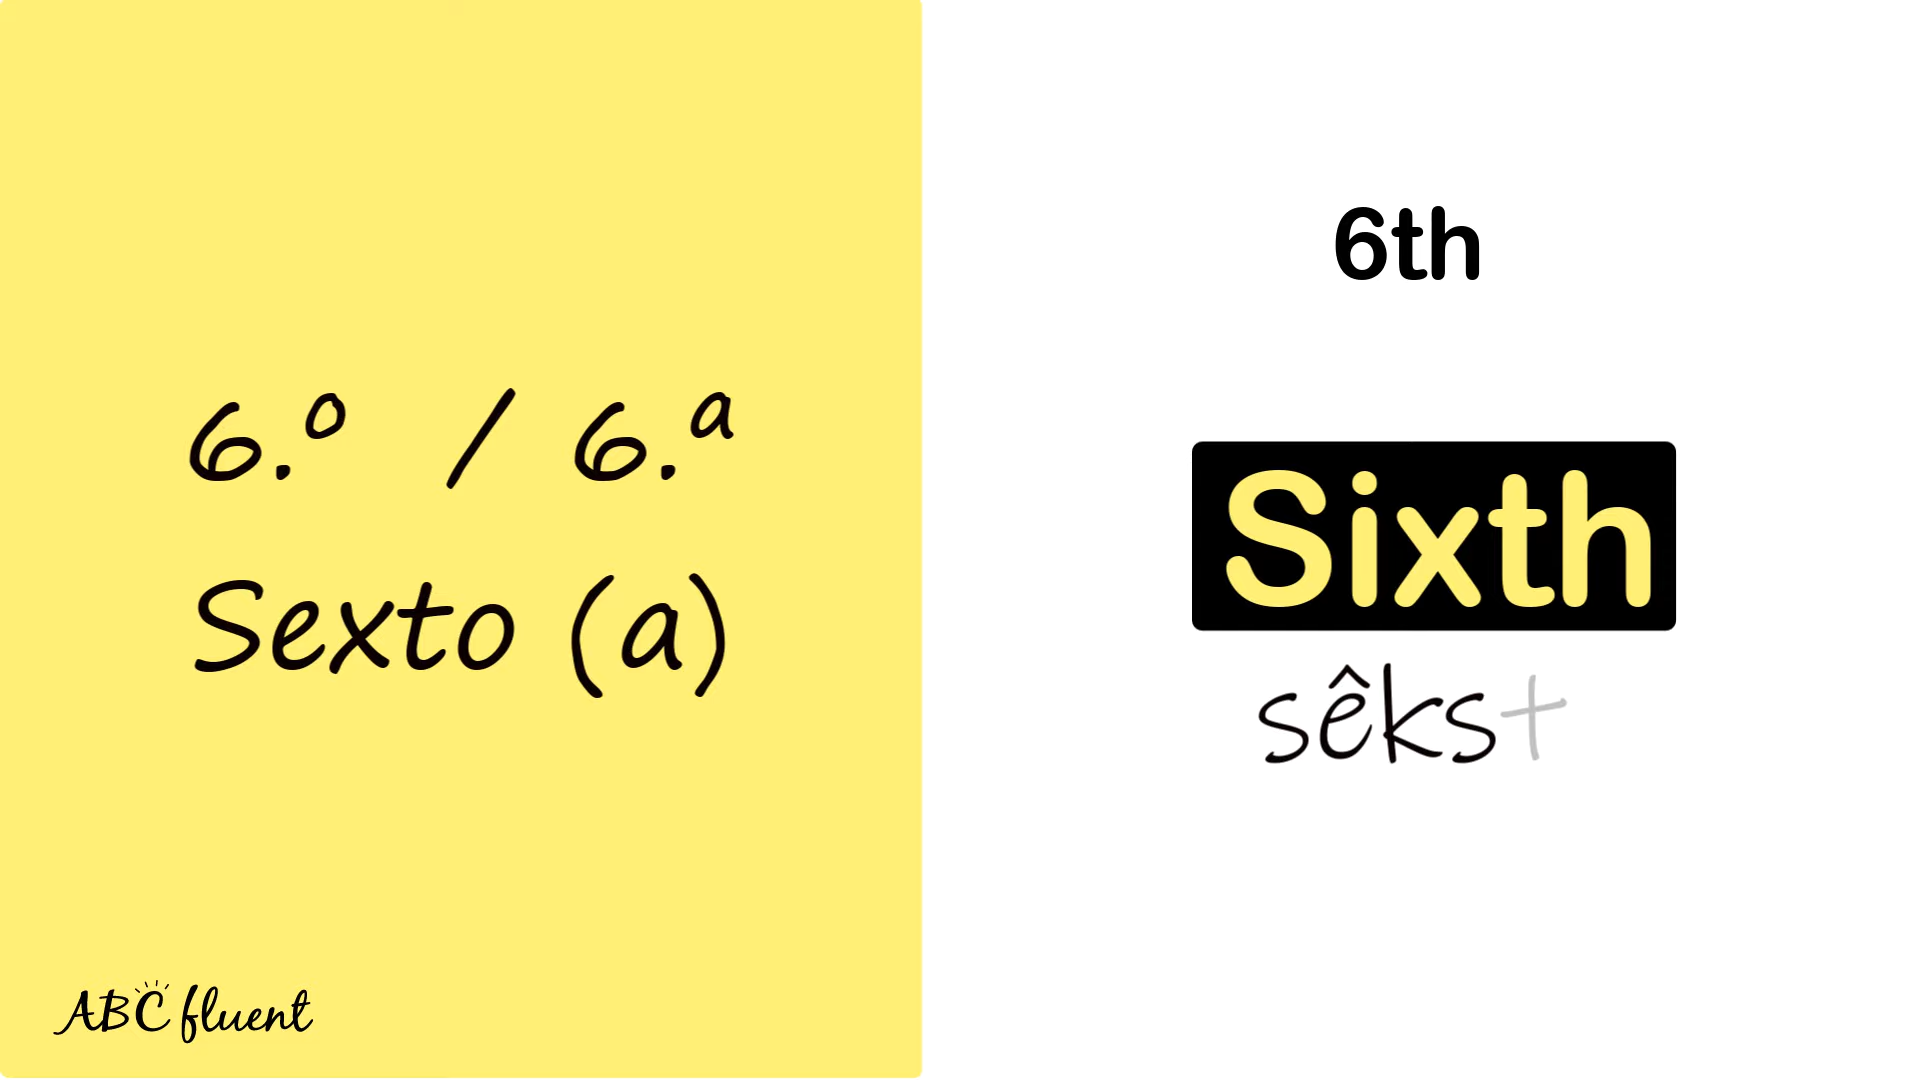 6.º / 6.ª
Sexto (a)
ABC fluent
6th
Sixth
sêkst